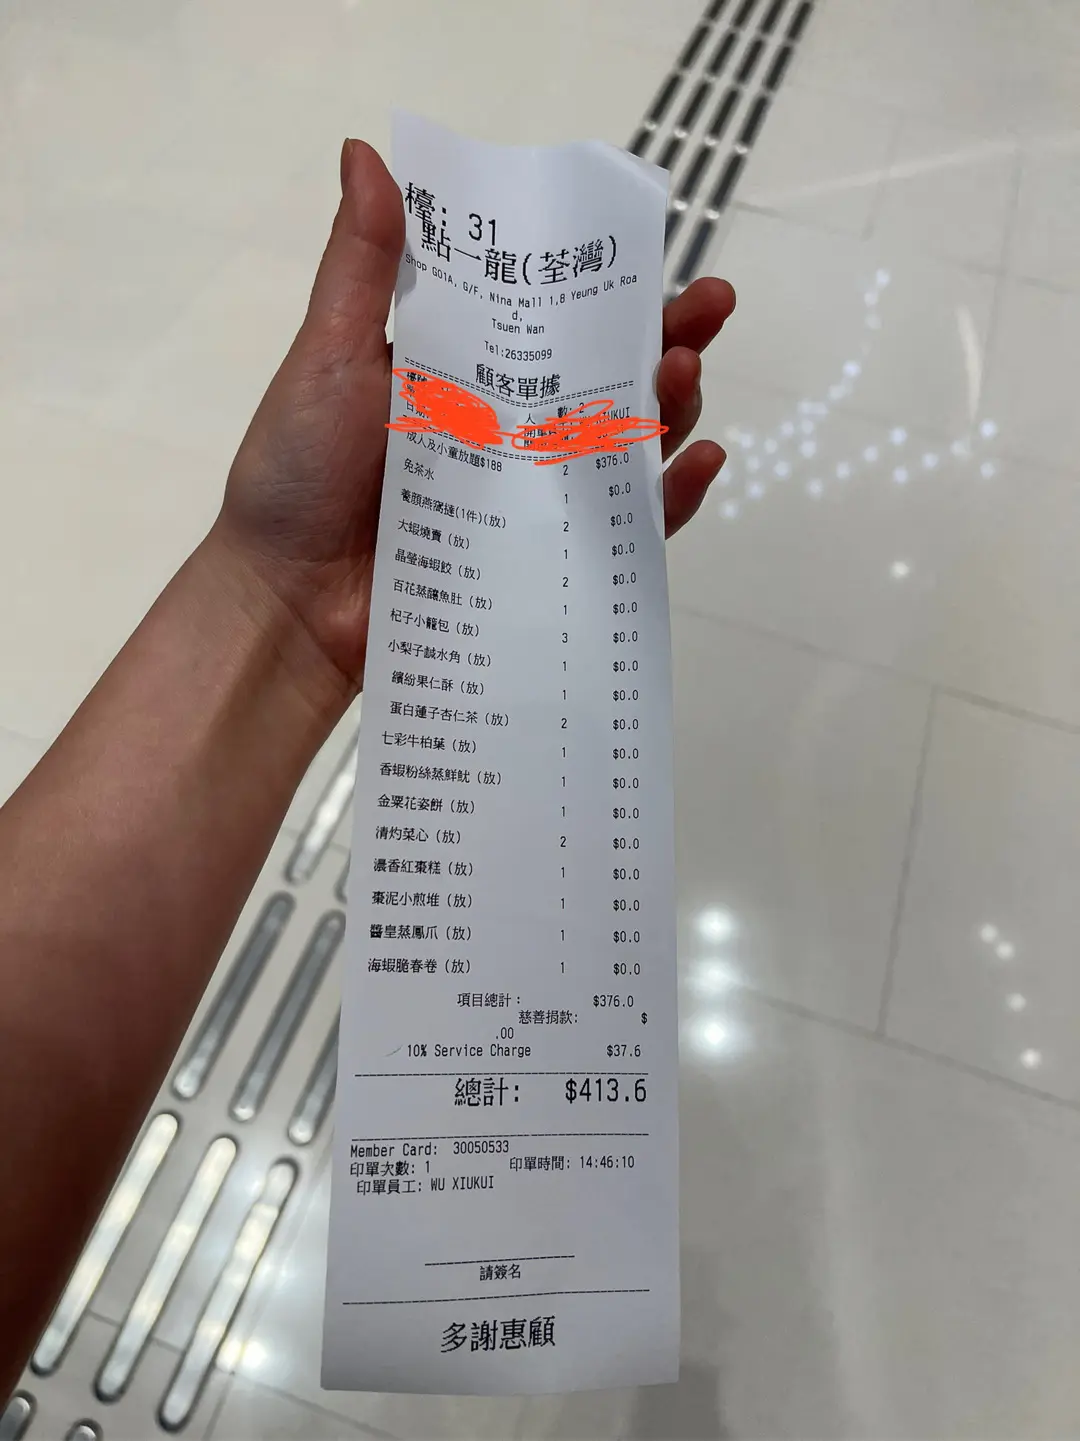 檯: 31
點一龍(荃灣)
Shop G01A, G/F, Nina Mall 1,8 Yeung Uk Roa
d,
Tsuen Wan
Tel:26335099
顧客單據
人 數: 2
成人及小童放題$188 2 $376.0
免茶水 1 $0.0
養顏燕窩撻(1件)(放) 2 $0.0
大蝦燒賣 (放) 1 $0.0
晶瑩海蝦餃 (放) 2 $0.0
百花蒸釀魚肚 (放) 1 $0.0
杞子小籠包 (放) 3 $0.0
小梨子鹹水角 (放) 1 $0.0
繽紛果仁酥 (放) 1 $0.0
蛋白蓮子杏仁茶 (放) 2 $0.0
七彩牛柏葉 (放) 1 $0.0
香蝦粉絲蒸鮮魷 (放) 1 $0.0
金粟花姿餅 (放) 1 $0.0
清灼菜心 (放) 2 $0.0
濃香紅棗糕 (放) 1 $0.0
棗泥小煎堆 (放) 1 $0.0
醬皇蒸鳳爪 (放) 1 $0.0
海蝦脆春卷 (放) 1 $0.0
項目總計: $376.0
慈善捐款: $
.00
10% Service Charge $37.6
總計: $413.6
Member Card: 30050533
印單次數: 1 印單時間: 14:46:10
印單員工: WU XIUKUI
請簽名
多謝惠顧